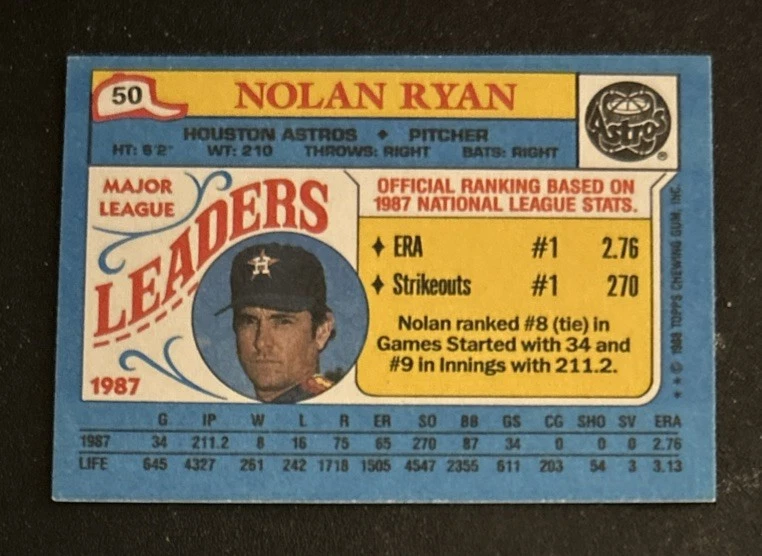 50
NOLAN RYAN
Astros
®
HOUSTON ASTROS ♦ PITCHER
HT: 6'2" WT: 210 THROWS: RIGHT BATS: RIGHT
MAJOR
LEAGUE
LEADERS
1987
OFFICIAL RANKING BASED ON
1987 NATIONAL LEAGUE STATS.
♦ ERA #1 2.76
♦ Strikeouts #1 270
Nolan ranked #8 (tie) in
Games Started with 34 and
#9 in Innings with 211.2.
H
* * © 1988 TOPPS CHEWING GUM, INC.
G IP W L R ER SO BB GS CG SHO SV ERA
1987 34 211.2 8 16 75 65 270 87 34 0 0 0 2.76
LIFE 645 4327 261 242 1718 1505 4547 2355 611 203 54 3 3.13